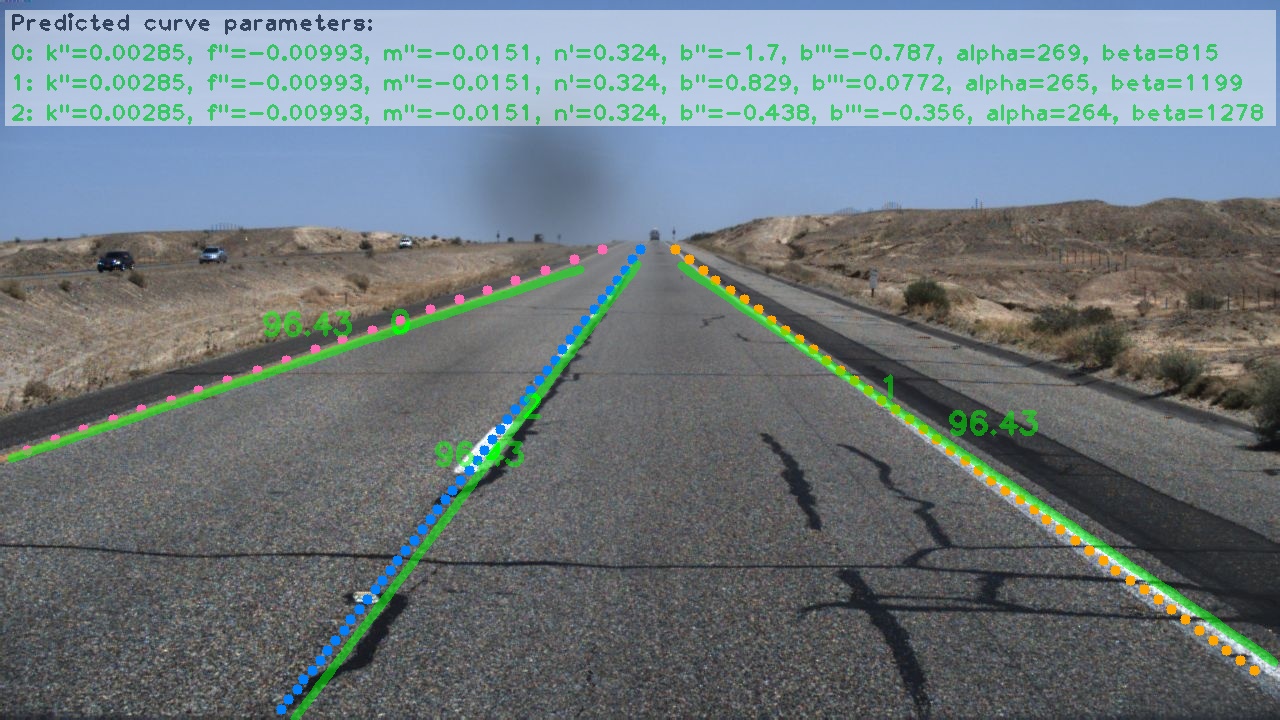 Predicted curve parameters:
0: k''=0.00285, f''=-0.00993, m''=-0.0151, n'=0.324, b''=-1.7, b'''=-0.787, alpha=269, beta=815
1: k''=0.00285, f''=-0.00993, m''=-0.0151, n'=0.324, b''=0.829, b'''=0.0772, alpha=265, beta=1199
2: k''=0.00285, f''=-0.00993, m''=-0.0151, n'=0.324, b''=-0.438, b'''=-0.356, alpha=264, beta=1278
96.43 0
1
2
96.43
96.43